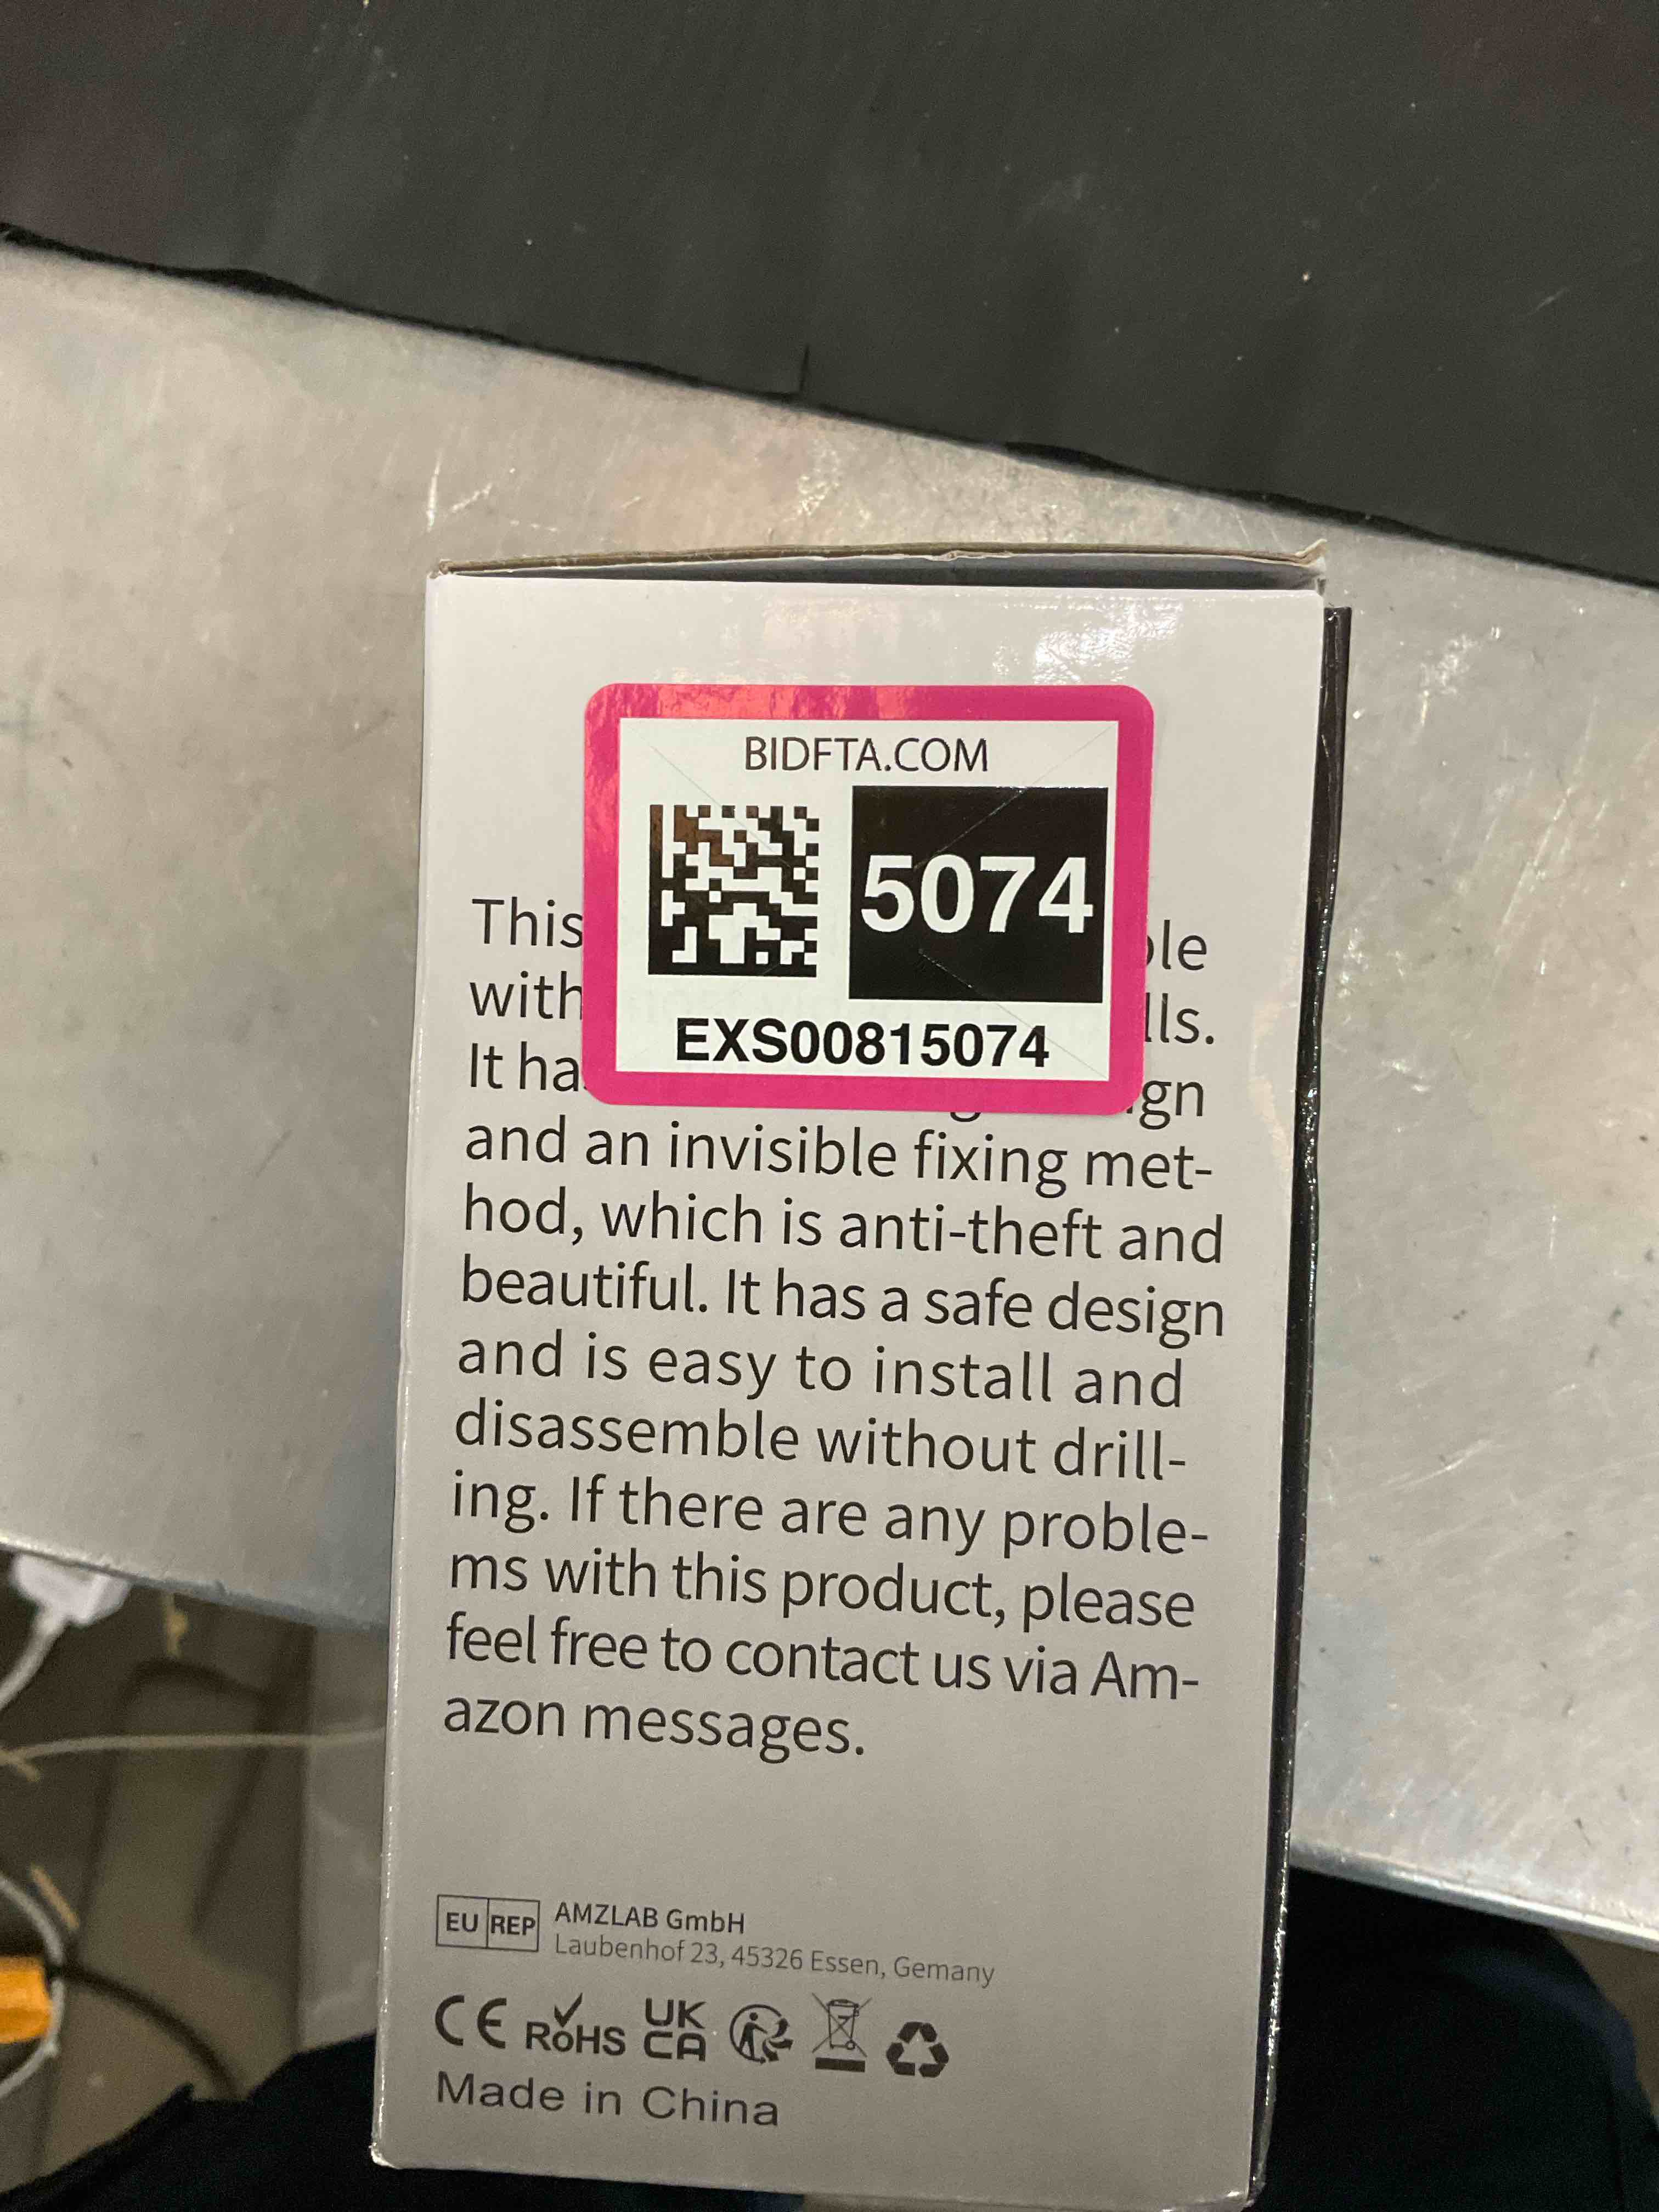 BIDFTA.COM
5074
EXS00815074
This
with lls.
It ha gn
and an invisible fixing met-
hod, which is anti-theft and
beautiful. It has a safe design
and is easy to install and
disassemble without drill-
ing. If there are any proble-
ms with this product, please
feel free to contact us via Am-
azon messages.
EU REP AMZLAB GmbH
Laubenhof 23, 45326 Essen, Gemany
CE RoHS UK
CA
Made in China